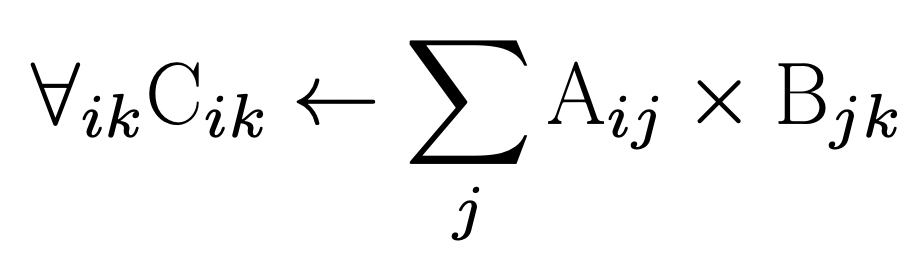 ∀ᵢₖCᵢₖ ← ∑ⱼ Aᵢⱼ × Bⱼₖ